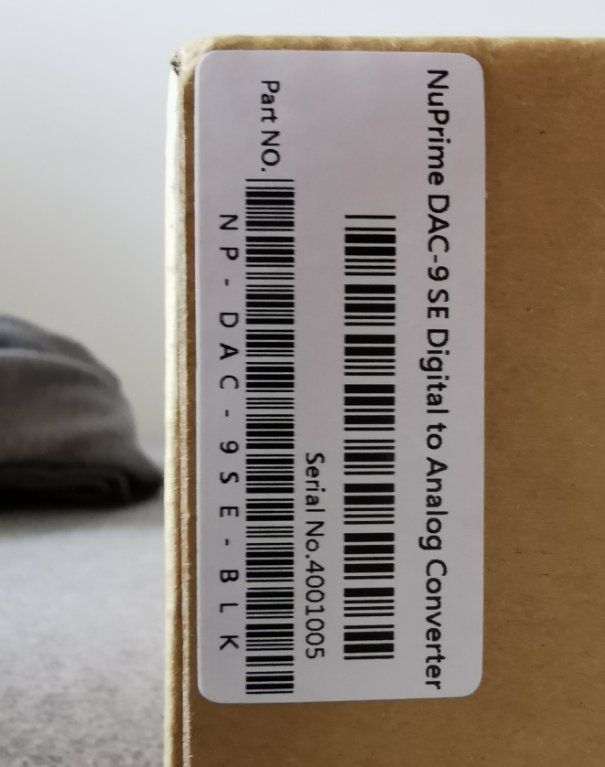 NuPrime DAC-9 SE Digital to Analog Converter
Serial No.4001005
Part NO.
NP-DAC-9SE-BLK